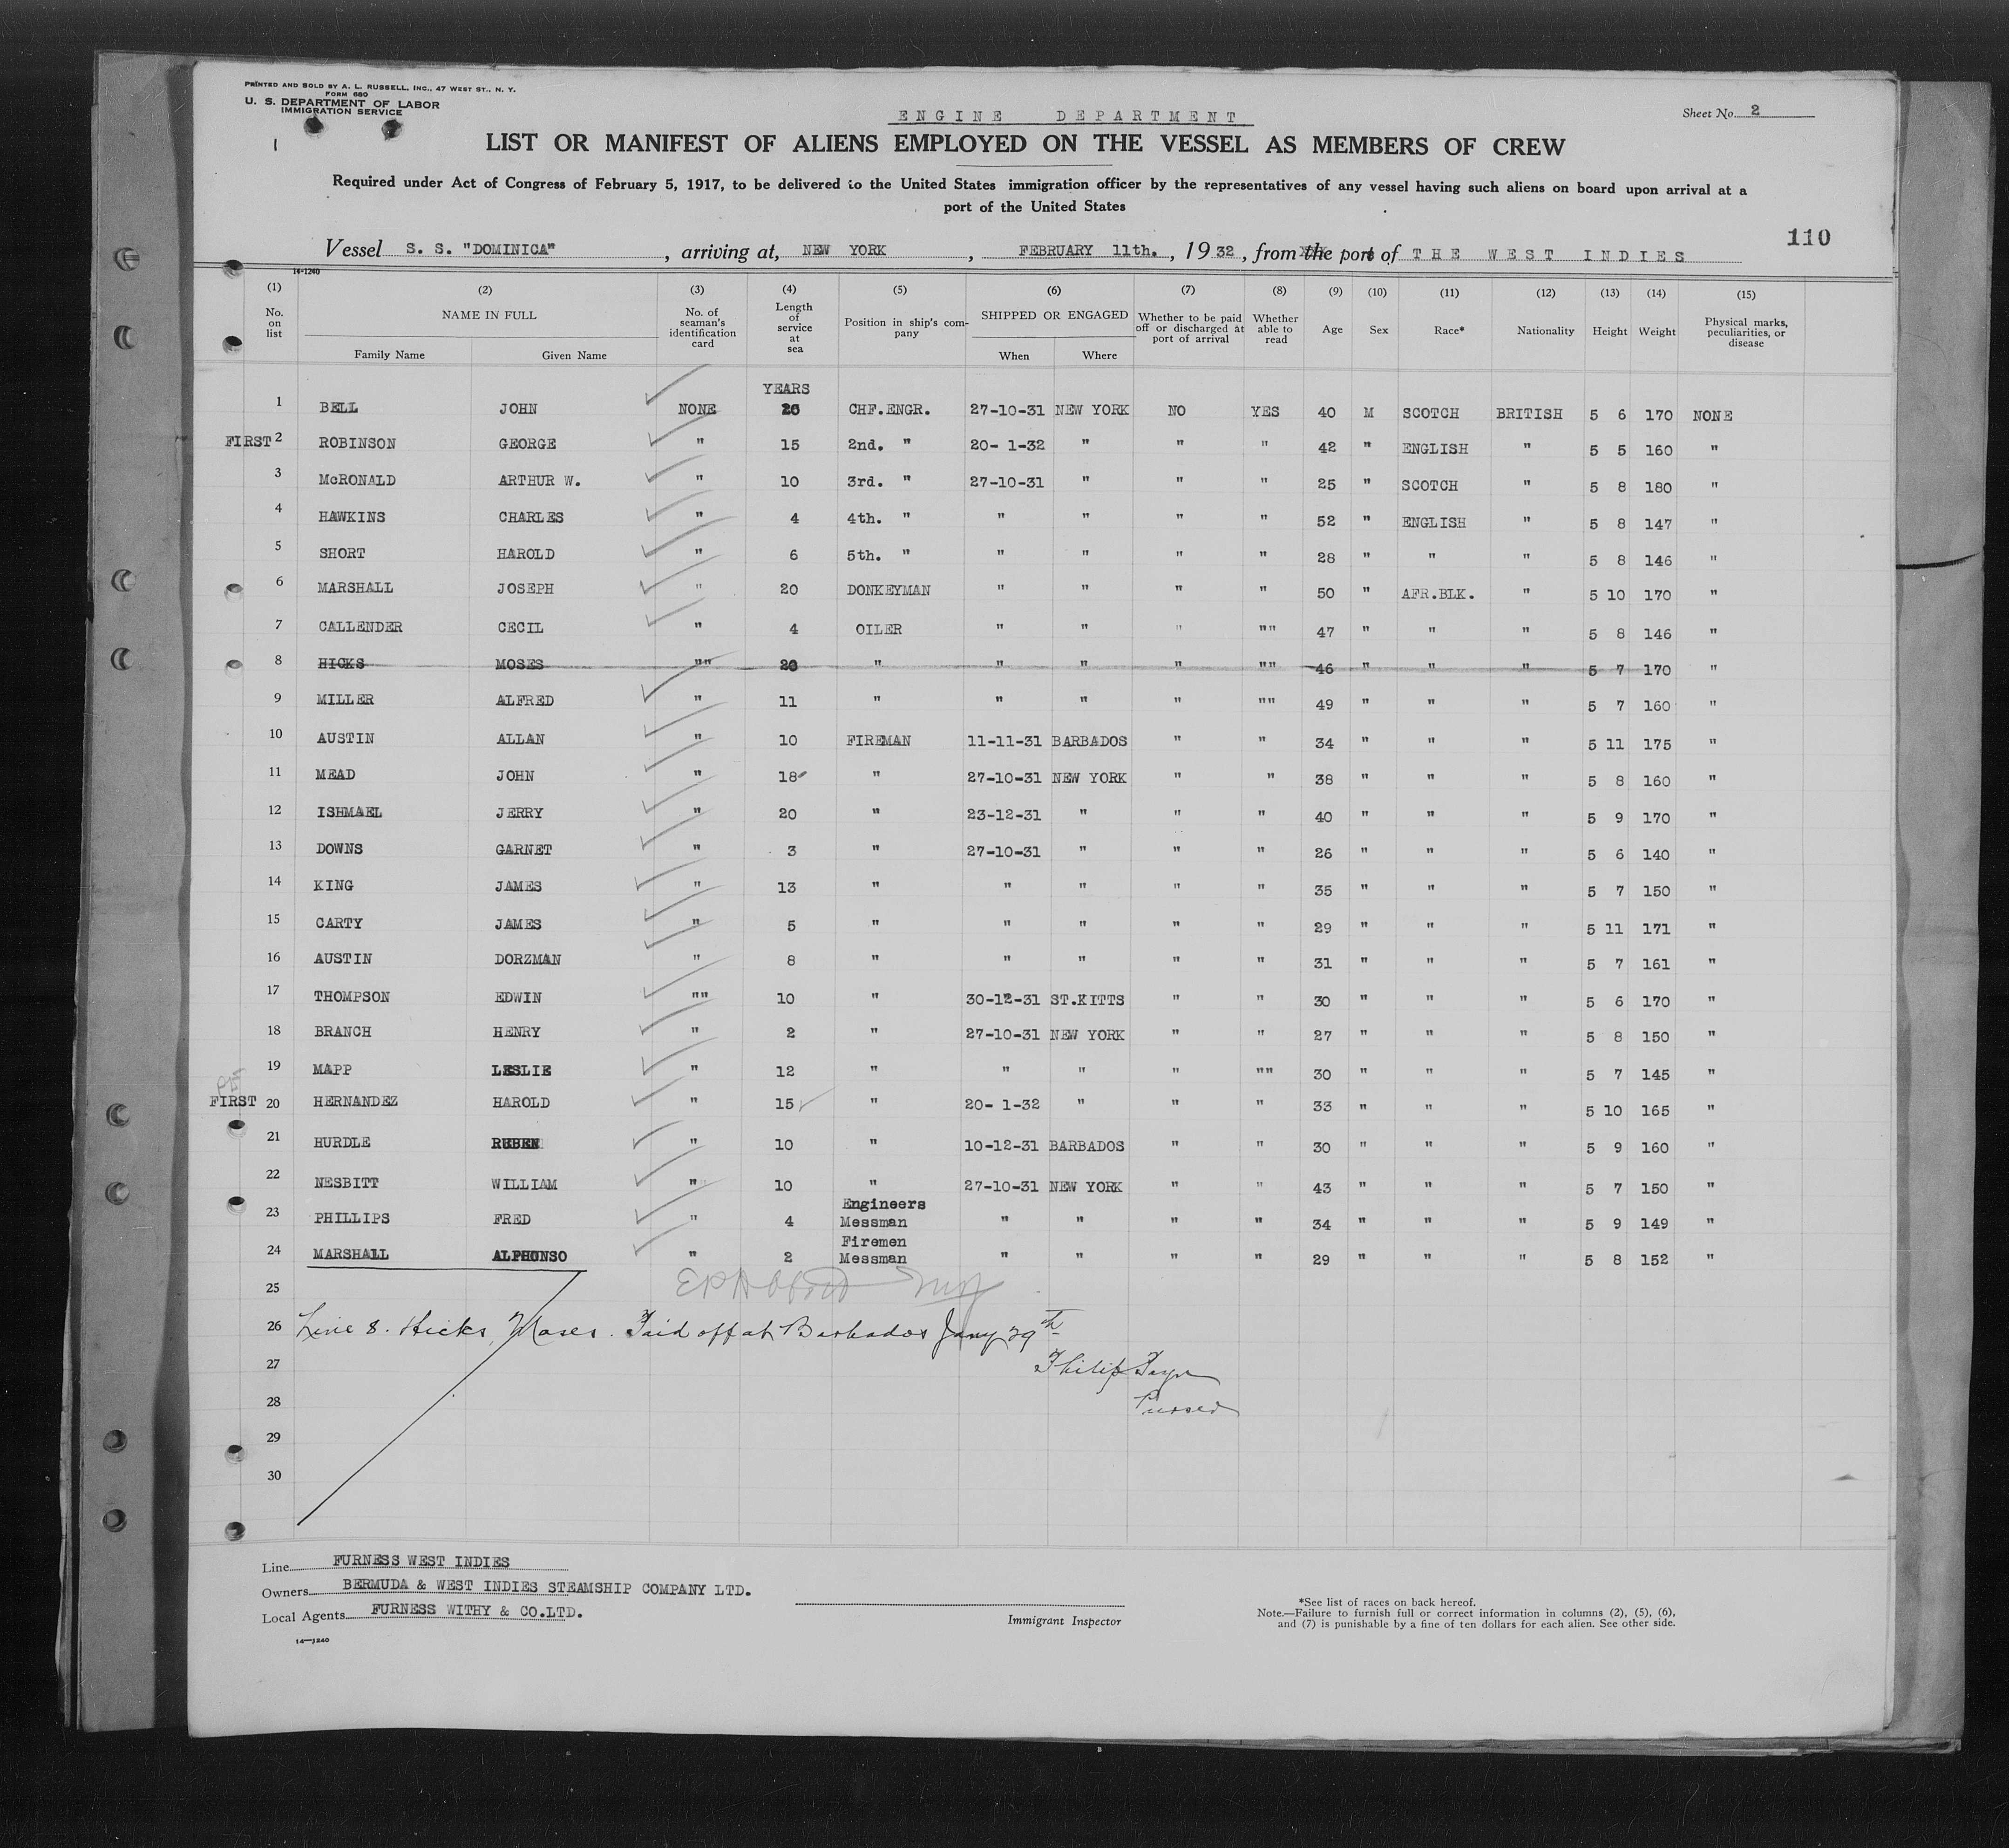 PRINTED AND SOLD BY A. L. RUSSELL, INC., 47 WEST ST., N. Y.
FORM 680
U. S. DEPARTMENT OF LABOR
IMMIGRATION SERVICE
ENGINE DEPARTMENT
Sheet No. 2
LIST OR MANIFEST OF ALIENS EMPLOYED ON THE VESSEL AS MEMBERS OF CREW
Required under Act of Congress of February 5, 1917, to be delivered to the United States immigration officer by the representatives of any vessel having such aliens on board upon arrival at a
port of the United States
110
Vessel S. S. "DOMINICA", arriving at, NEW YORK, FEBRUARY 11th., 1932, from the port of THE WEST INDIES
14-1240
(1) (2) (3) (4) (5) (6) (7) (8) (9) (10) (11) (12) (13) (14) (15)
No. on list NAME IN FULL Family Name Given Name No. of seaman's identification card Length of service at sea Position in ship's company SHIPPED OR ENGAGED When Where Whether to be paid off or discharged at port of arrival Whether able to read Age Sex Race* Nationality Height Weight Physical marks, peculiarities, or disease
YEARS
1 BELL JOHN NONE 20 CHF.ENGR. 27-10-31 NEW YORK NO YES 40 M SCOTCH BRITISH 5 6 170 NONE
FIRST 2 ROBINSON GEORGE " 15 2nd. " 20- 1-32 " " " 42 " ENGLISH " 5 5 160 "
3 McRONALD ARTHUR W. " 10 3rd. " 27-10-31 " " " 25 " SCOTCH " 5 8 180 "
4 HAWKINS CHARLES " 4 4th. " " " " " 52 " ENGLISH " 5 8 147 "
5 SHORT HAROLD " 6 5th. " " " " " 28 " " " 5 8 146 "
6 MARSHALL JOSEPH " 20 DONKEYMAN " " " " 50 " AFR.BLK. " 5 10 170 "
7 CALLENDER CECIL " 4 OILER " " " "" 47 " " " 5 8 146 "
8 HICKS MOSES "" 20 " " " " "" 46 " " " 5 7 170 "
9 MILLER ALFRED " 11 " " " " "" 49 " " " 5 7 160 "
10 AUSTIN ALLAN " 10 FIREMAN 11-11-31 BARBADOS " " 34 " " " 5 11 175 "
11 MEAD JOHN " 18 " 27-10-31 NEW YORK " " 38 " " " 5 8 160 "
12 ISHMAEL JERRY " 20 " 23-12-31 " " " 40 " " " 5 9 170 "
13 DOWNS GARNET " 3 " 27-10-31 " " " 26 " " " 5 6 140 "
14 KING JAMES " 13 " " " " " 35 " " " 5 7 150 "
15 CARTY JAMES " 5 " " " " " 29 " " " 5 11 171 "
16 AUSTIN DORZMAN " 8 " " " " " 31 " " " 5 7 161 "
17 THOMPSON EDWIN "" 10 " 30-12-31 ST.KITTS " " 30 " " " 5 6 170 "
18 BRANCH HENRY " 2 " 27-10-31 NEW YORK " " 27 " " " 5 8 150 "
19 MAPP LESLIE " 12 " " " " "" 30 " " " 5 7 145 "
FIRST 20 HERNANDEZ HAROLD " 15 " 20- 1-32 " " " 33 " " " 5 10 165 "
21 HURDLE RUBEN " 10 " 10-12-31 BARBADOS " " 30 " " " 5 9 160 "
22 NESBITT WILLIAM " 10 " 27-10-31 NEW YORK " " 43 " " " 5 7 150 "
23 PHILLIPS FRED " 4 Engineers Messman " " " " 34 " " " 5 9 149 "
24 MARSHALL ALPHONSO " 2 Firemen Messman " " " " 29 " " " 5 8 152 "
25
26 Line 8. Hicks, Moses. Paid off at Barbados Jany 29th
27 Philip
28 Purser
29
30
Line FURNESS WEST INDIES
Owners BERMUDA & WEST INDIES STEAMSHIP COMPANY LTD.
Local Agents FURNESS WITHY & CO.LTD.
Immigrant Inspector
*See list of races on back hereof.
Note.—Failure to furnish full or correct information in columns (2), (5), (6),
and (7) is punishable by a fine of ten dollars for each alien. See other side.
14-1240